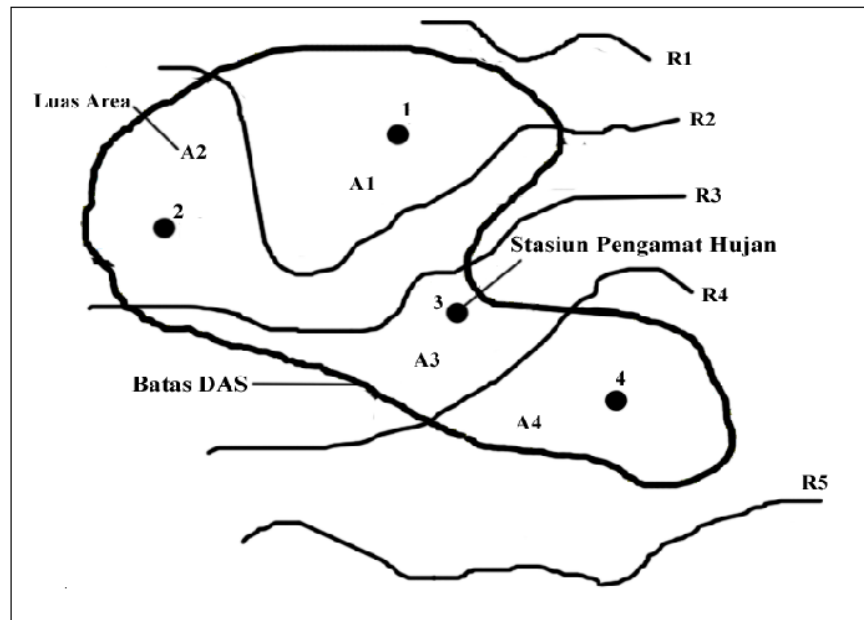 R1
1
Luas Area
R2
A2
A1
R3
2
Stasiun Pengamat Hujan
R4
3
A3
Batas DAS
4
A4
R5